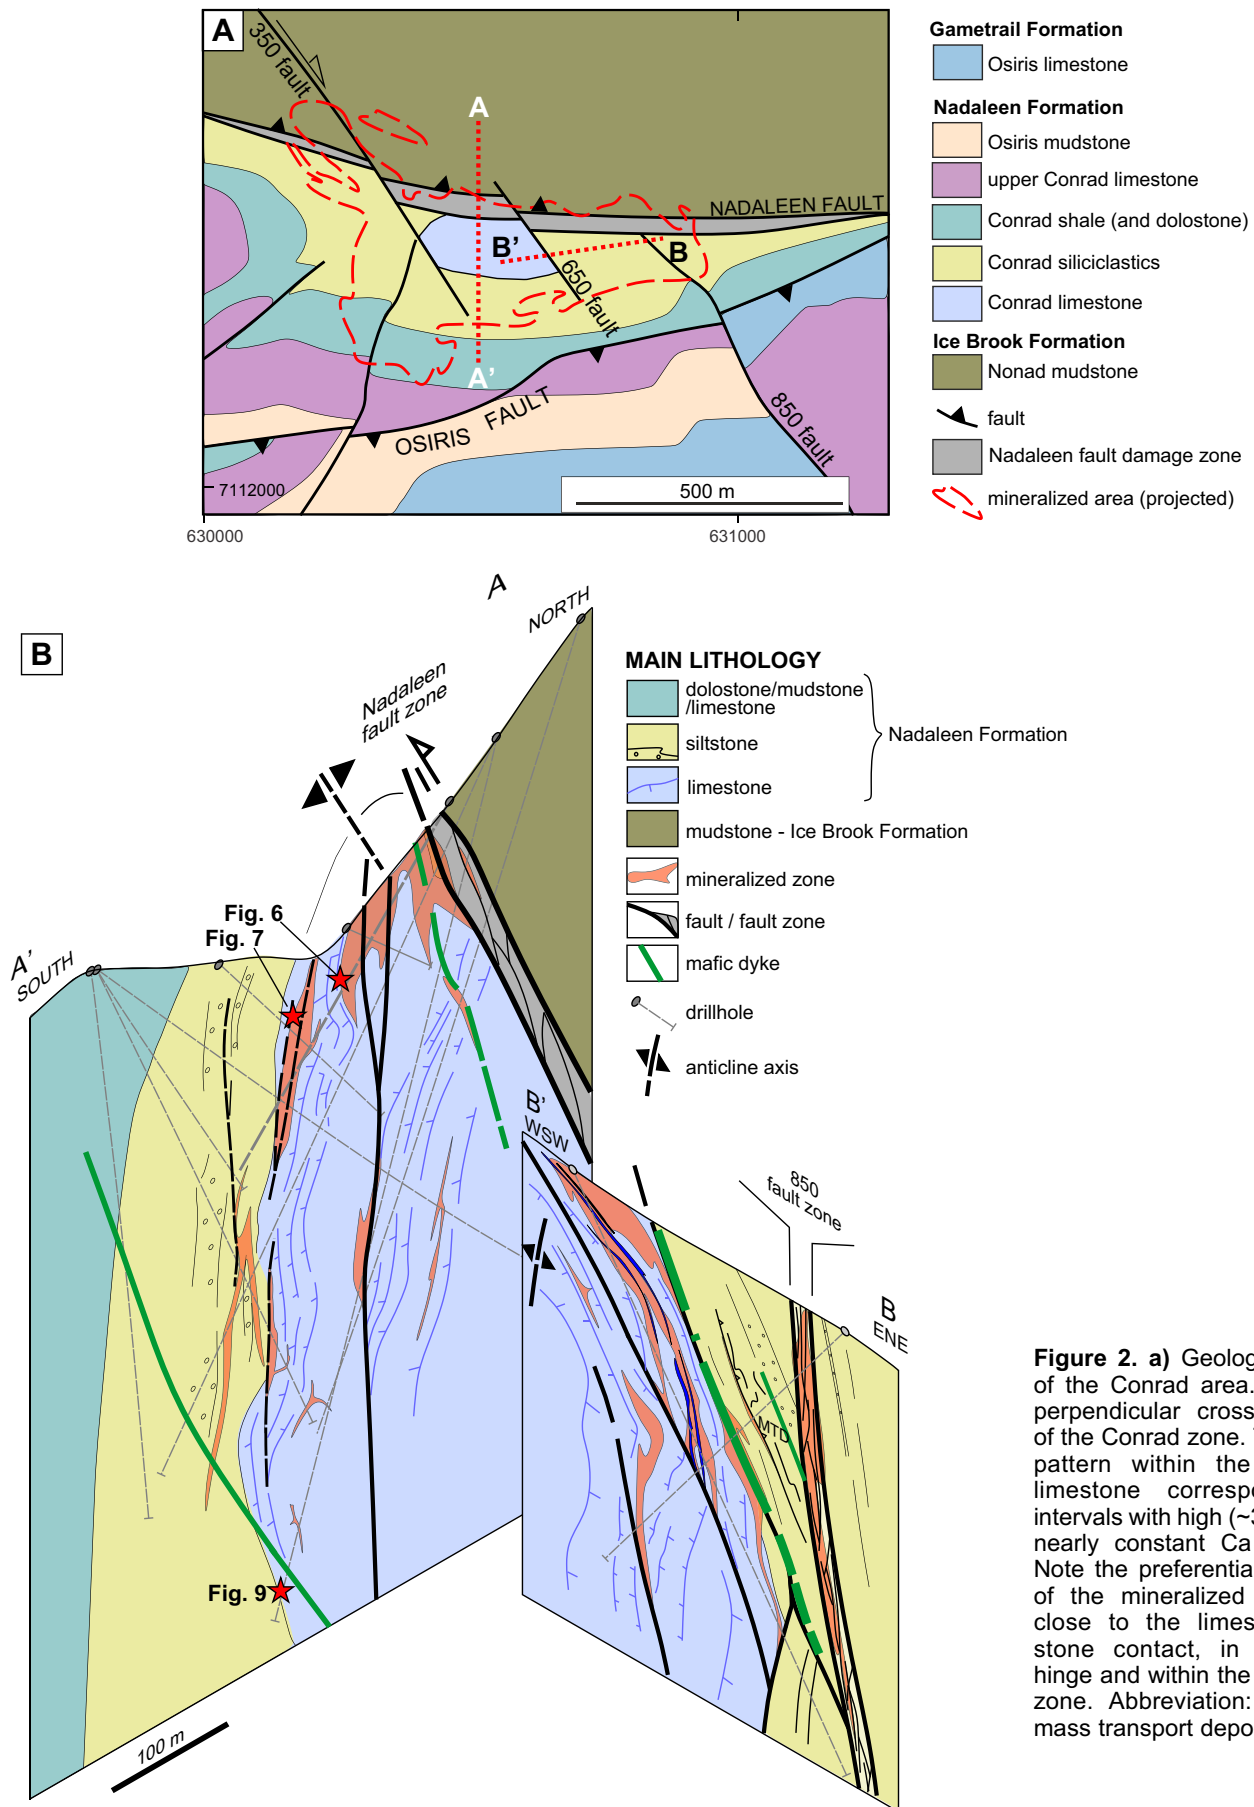 A
350 fault
A
NADALEEN FAULT
B'
B
650 fault
A'
OSIRIS FAULT
850 fault
7112000
500 m
630000
631000
Gametrail Formation
Osiris limestone
Nadaleen Formation
Osiris mudstone
upper Conrad limestone
Conrad shale (and dolostone)
Conrad siliciclastics
Conrad limestone
Ice Brook Formation
Nonad mudstone
fault
Nadaleen fault damage zone
mineralized area (projected)
B
A
NORTH
Nadaleen
fault zone
Fig. 6
Fig. 7
A'
SOUTH
MAIN LITHOLOGY
dolostone/mudstone
/limestone
siltstone
Nadaleen Formation
limestone
mudstone - Ice Brook Formation
mineralized zone
fault / fault zone
mafic dyke
drillhole
anticline axis
B'
WSW
850
fault zone
B
ENE
MTD
Fig. 9
100 m
Figure 2. a) Geolog
of the Conrad area.
perpendicular cross
of the Conrad zone.
pattern within the
limestone correspo
intervals with high (~3
nearly constant Ca
Note the preferentia
of the mineralized
close to the limes
stone contact, in
hinge and within the
zone. Abbreviation:
mass transport depo